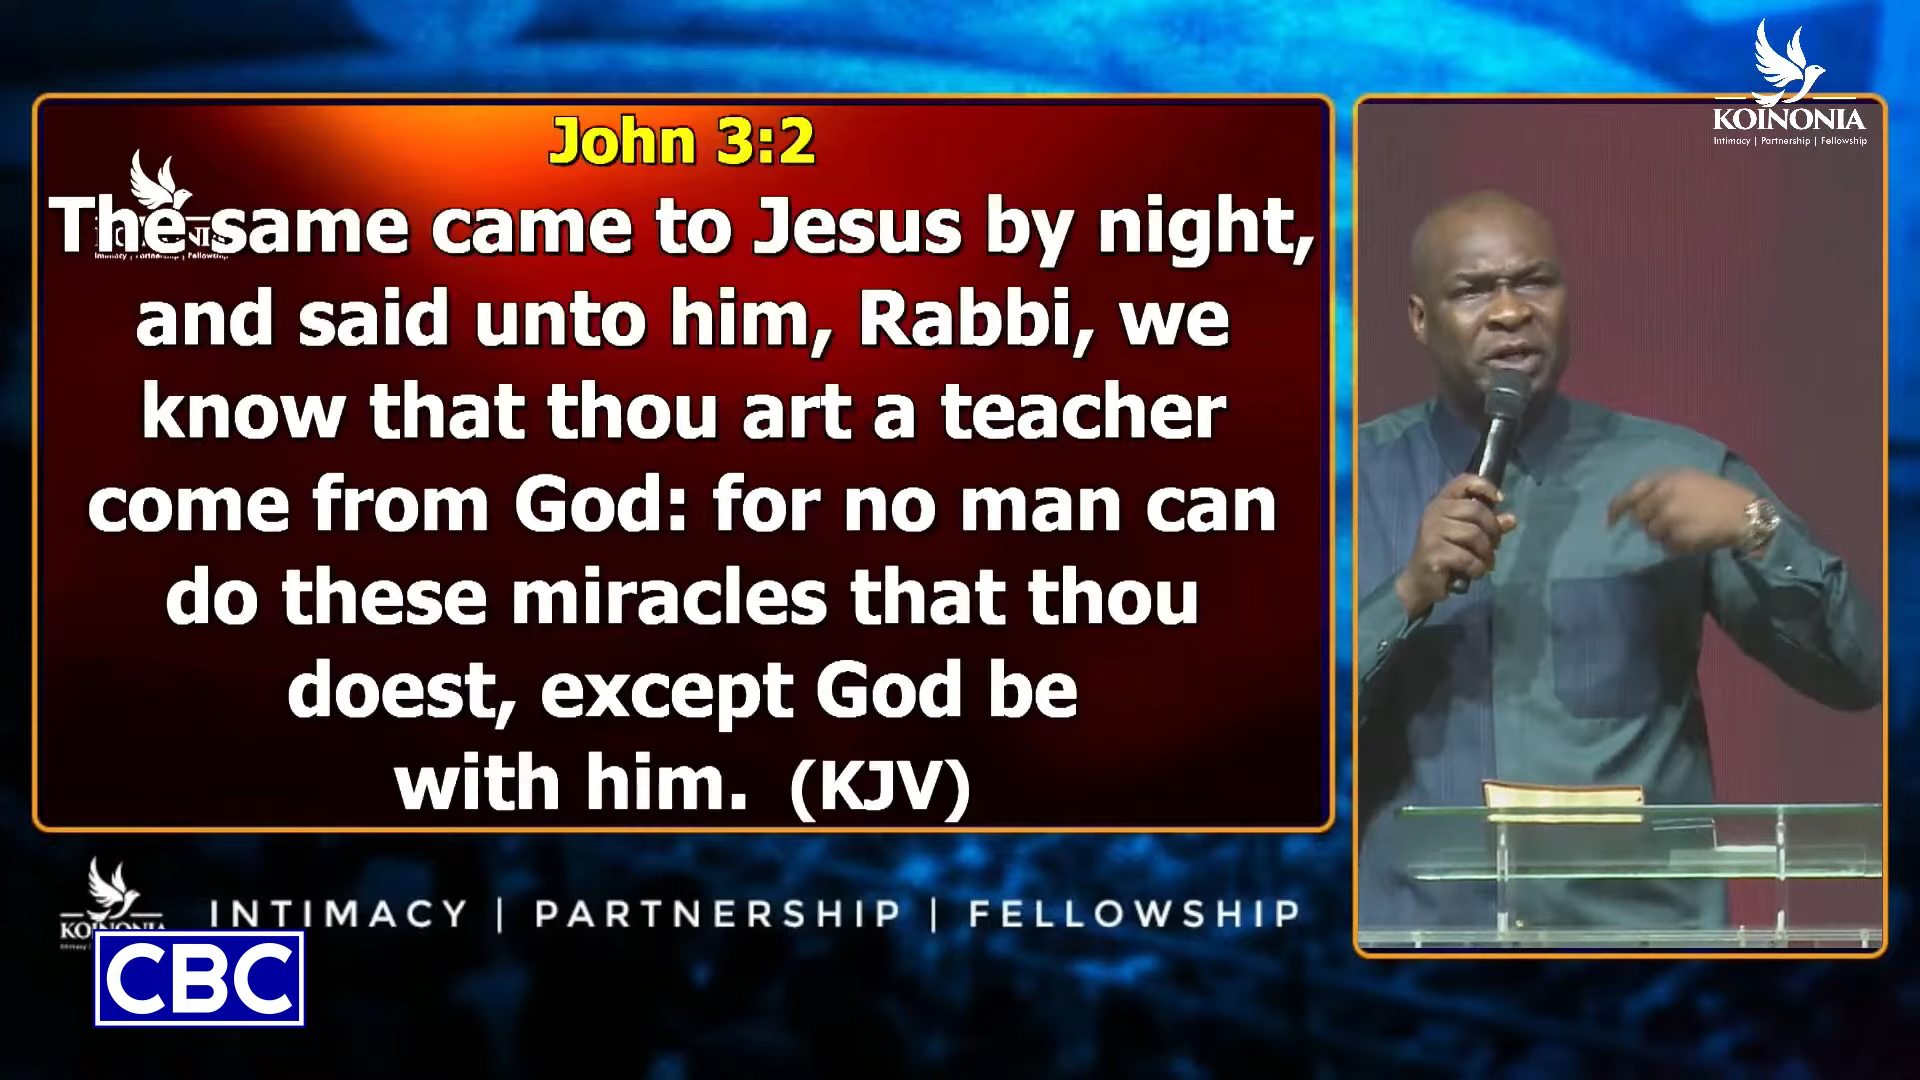 John 3:2
The same came to Jesus by night,
and said unto him, Rabbi, we
know that thou art a teacher
come from God: for no man can
do these miracles that thou
doest, except God be
with him. (KJV)
KOINONIA
Intimacy | Partnership | Fellowship
INTIMACY | PARTNERSHIP | FELLOWSHIP
CBC